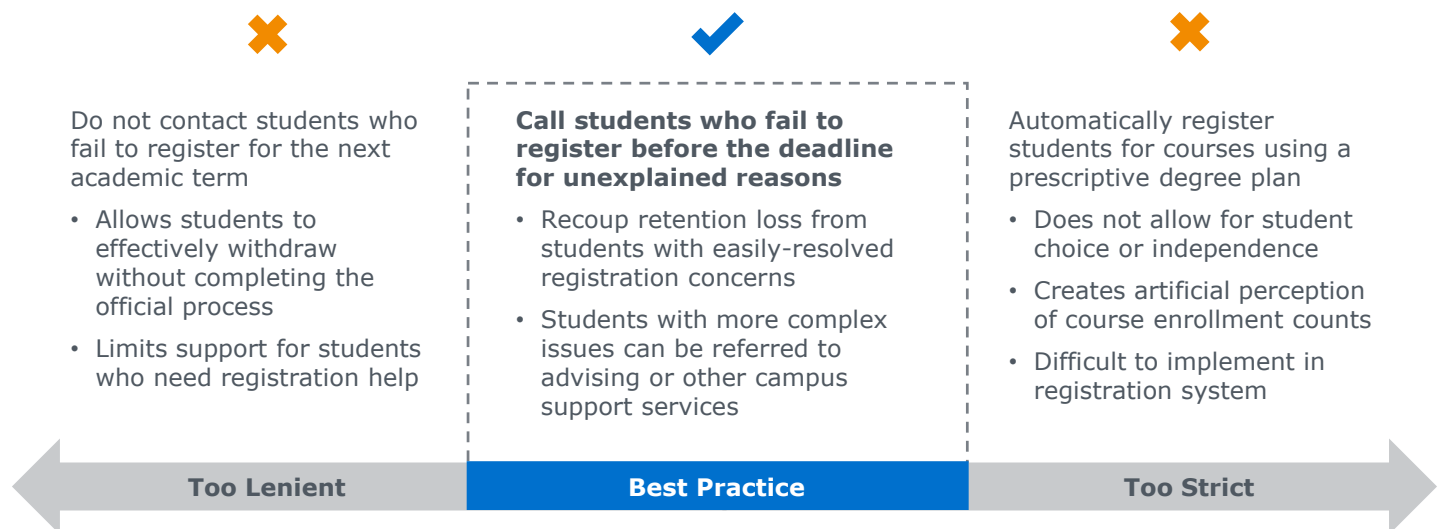 Do not contact students who
fail to register for the next
academic term
• Allows students to
effectively withdraw
without completing the
official process
• Limits support for students
who need registration help
Call students who fail to
register before the deadline
for unexplained reasons
• Recoup retention loss from
students with easily-resolved
registration concerns
• Students with more complex
issues can be referred to
advising or other campus
support services
Automatically register
students for courses using a
prescriptive degree plan
• Does not allow for student
choice or independence
• Creates artificial perception
of course enrollment counts
• Difficult to implement in
registration system
Too Lenient
Best Practice
Too Strict